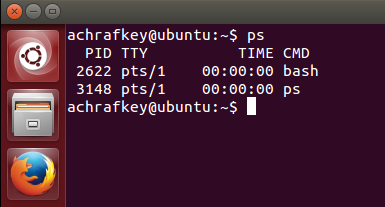 achrafkey@ubuntu:~$ ps
  PID TTY          TIME CMD
 2622 pts/1    00:00:00 bash
 3148 pts/1    00:00:00 ps
achrafkey@ubuntu:~$